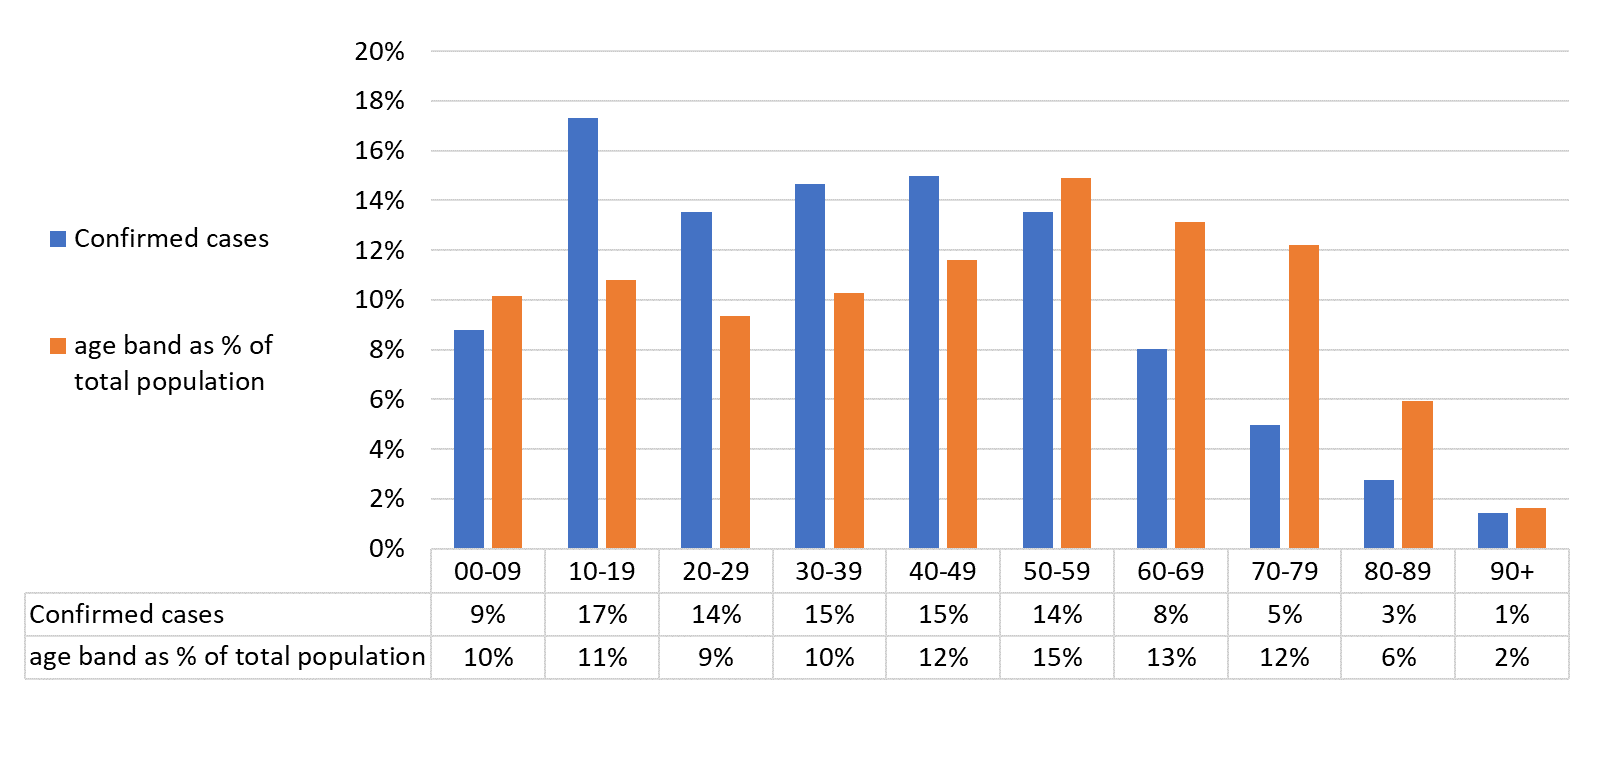 20%
18%
16%
14%
12%
10%
8%
6%
4%
2%
0%
Confirmed cases
age band as % of
total population
00-09 10-19 20-29 30-39 40-49 50-59 60-69 70-79 80-89 90+
Confirmed cases 9% 17% 14% 15% 15% 14% 8% 5% 3% 1%
age band as % of total population 10% 11% 9% 10% 12% 15% 13% 12% 6% 2%